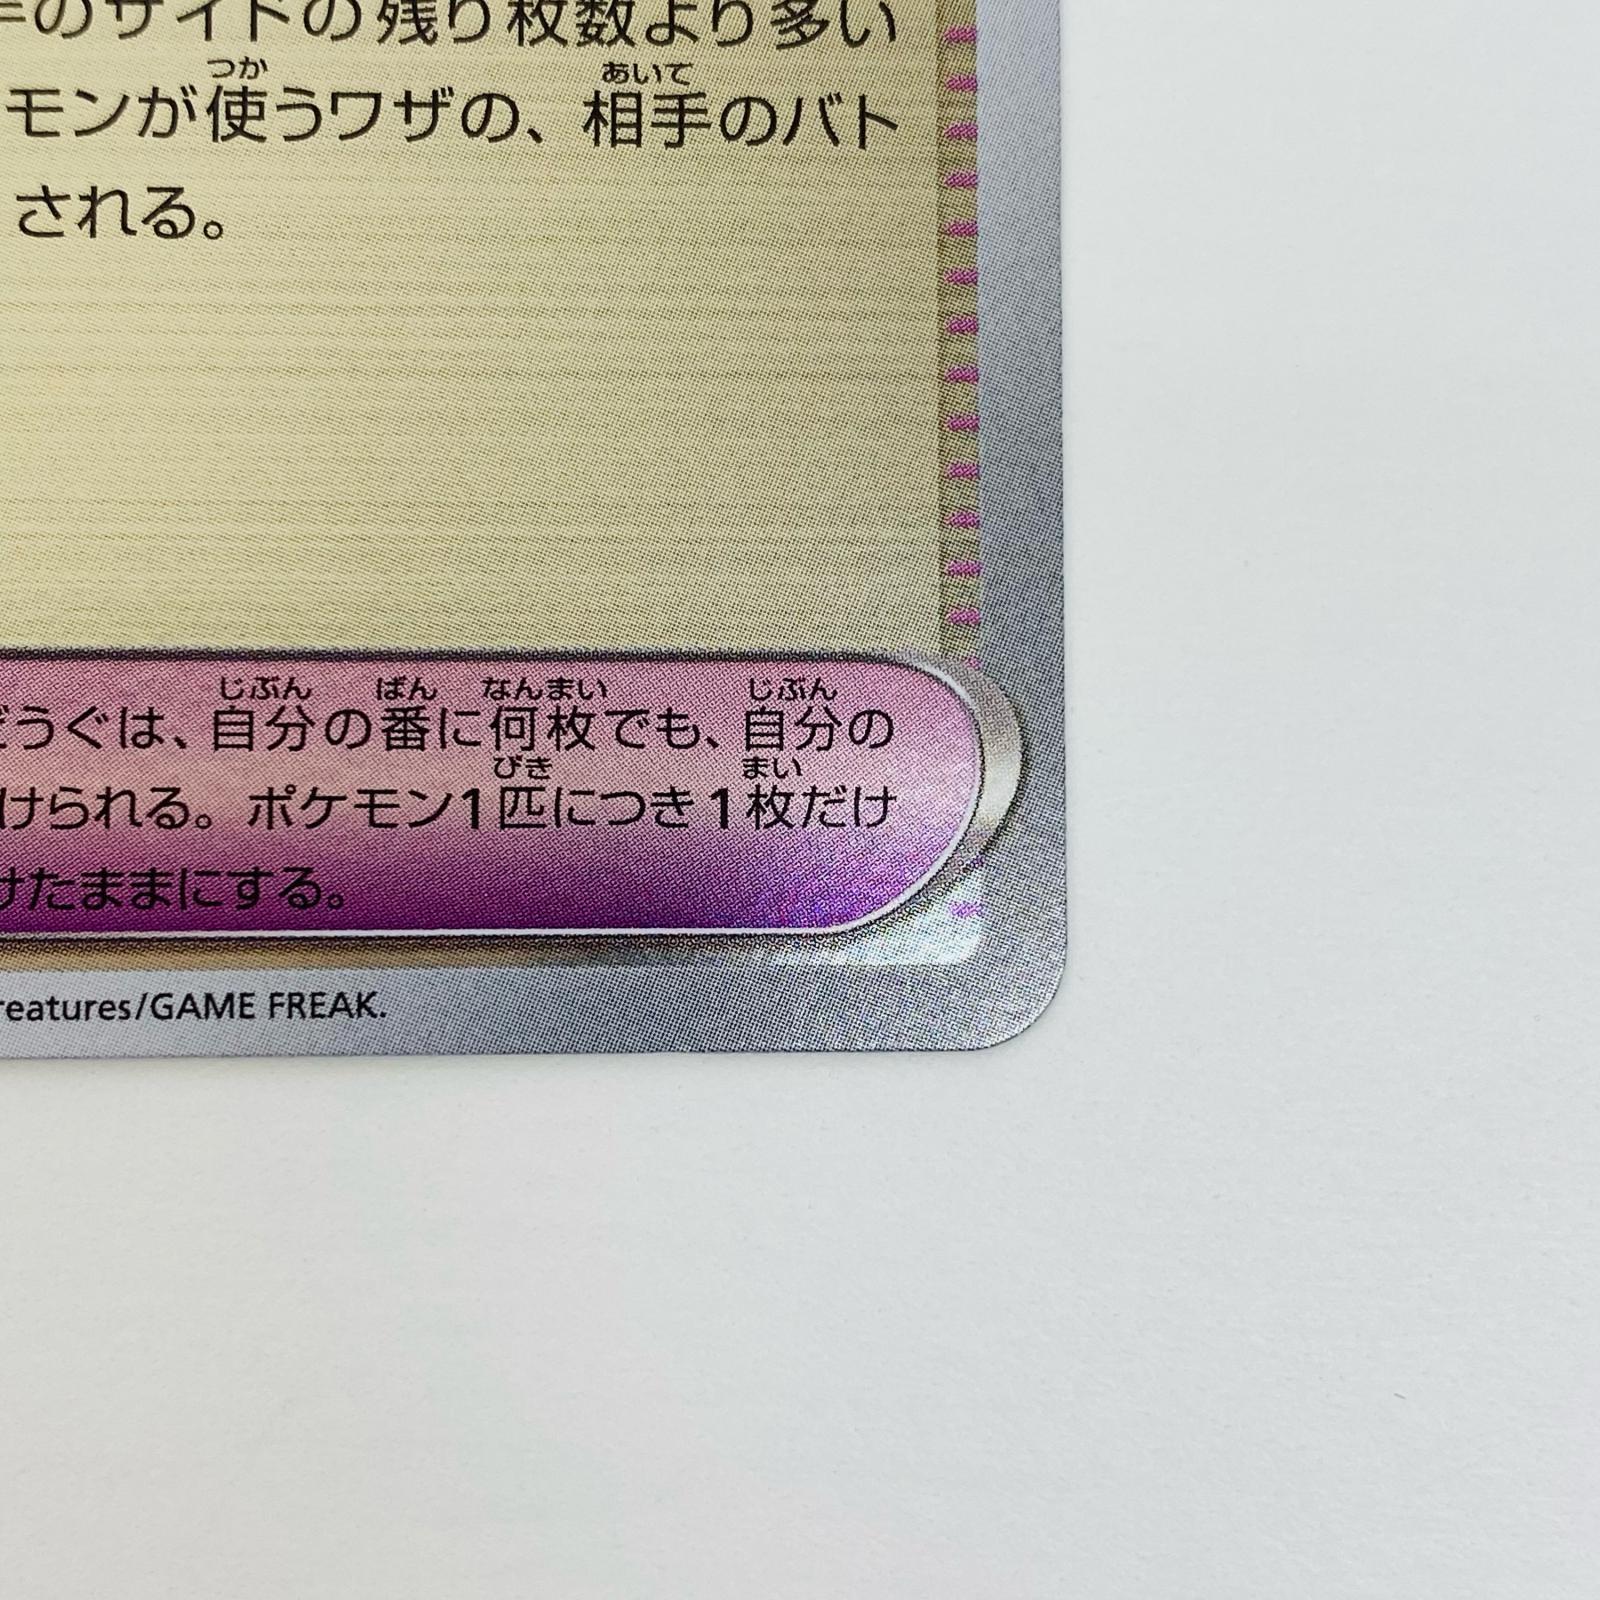 のサイドの残り枚数より多い
つか あいて
モンが使うワザの、相手のバト
される。
じぶん ばん なんまい じぶん
どうぐは、自分の番に何枚でも、自分の
びき まい
けられる。ポケモン1匹につき1枚だけ
けたままにする。
reatures/GAME FREAK.